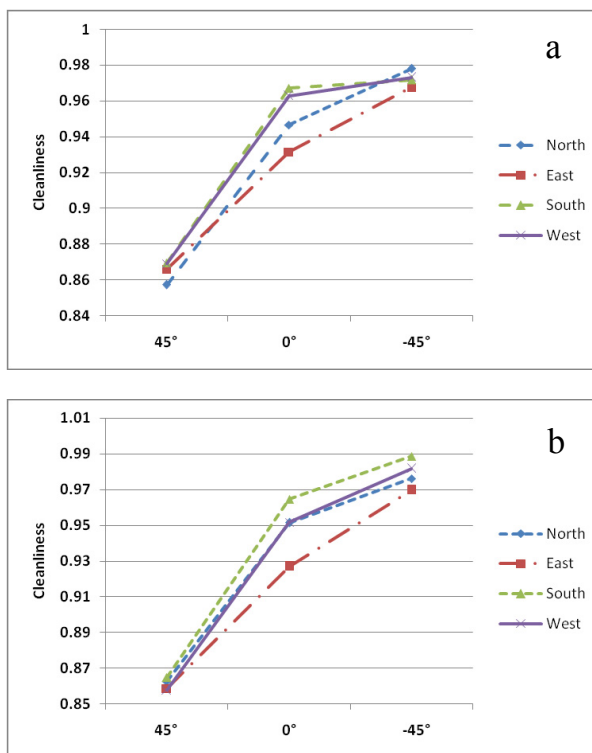 a
1
0.98
0.96
0.94
0.92
0.9
0.88
0.86
0.84
Cleanliness
45°
0°
-45°
North
East
South
West
b
1.01
0.99
0.97
0.95
0.93
0.91
0.89
0.87
0.85
Cleanliness
45°
0°
-45°
North
East
South
West